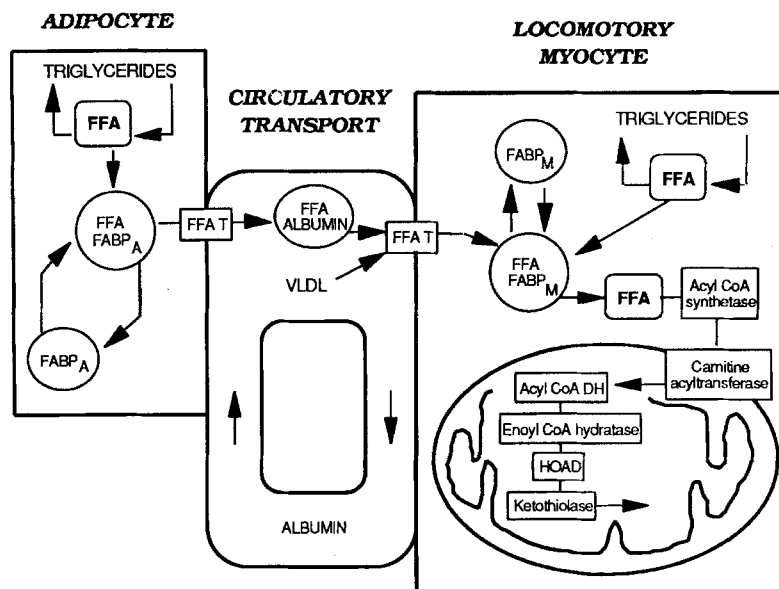 ADIPOCYTE
TRIGLYCERIDES
FFA
FFA
FABP_A
FABP_A
CIRCULATORY
TRANSPORT
FFA T
FFA
ALBUMIN
FFA T
VLDL
ALBUMIN
LOCOMOTORY
MYOCYTE
FABP_M
TRIGLYCERIDES
FFA
FFA
FABP_M
FFA
Acyl CoA
synthetase
Carnitine
acyltransferase
Acyl CoA DH
Enoyl CoA hydratase
HOAD
Ketothiolase